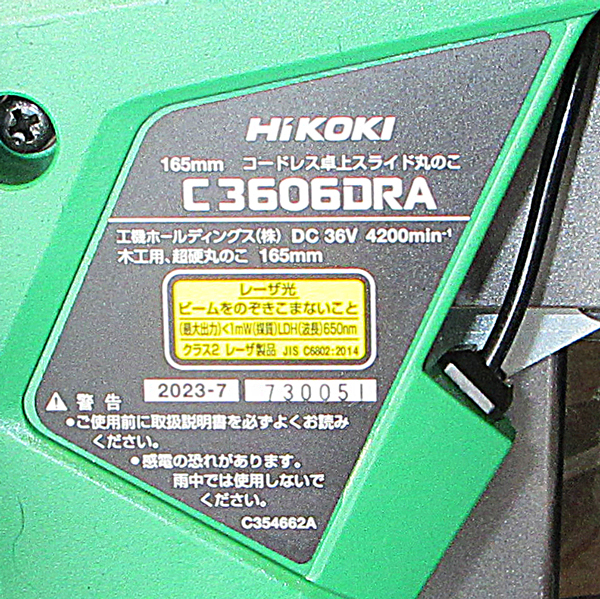 HiKOKI
165mm コードレス卓上スライド丸のこ
C 3606DRA
工機ホールディングス(株) DC 36V 4200min⁻¹
木工用、超硬丸のこ 165mm
レーザ光
ビームをのぞきこまないこと
(最大出力)<1mW(媒質)LDH(波長)650nm
クラス2 レーザ製品 JIS C6802:2014
2023-7 730051
警告
•ご使用前に取扱説明書を必ずよくお読み
ください。
•感電の恐れがあります。
雨中では使用しないで
ください。
C354662A